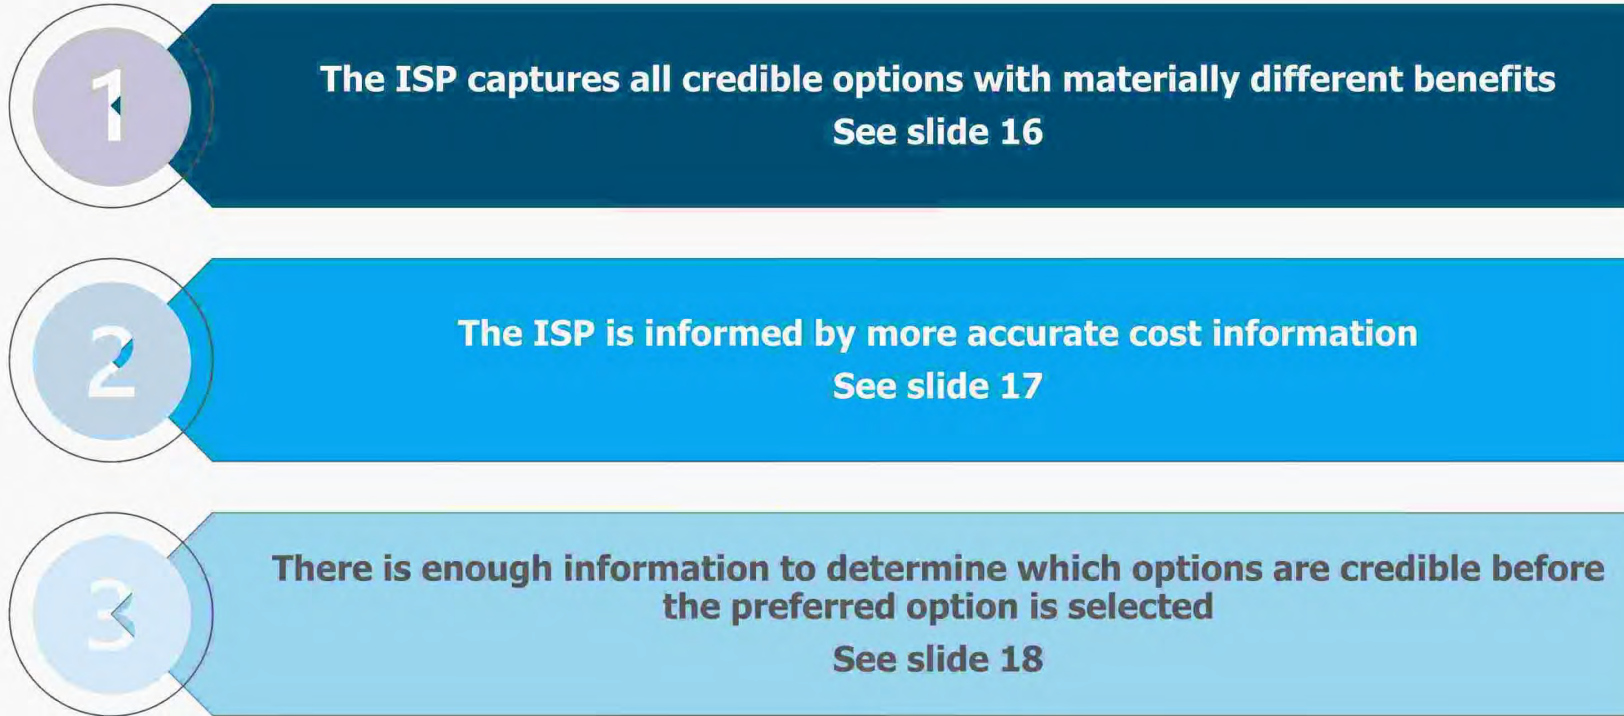 1
The ISP captures all credible options with materially different benefits
See slide 16
2
The ISP is informed by more accurate cost information
See slide 17
3
There is enough information to determine which options are credible before
the preferred option is selected
See slide 18